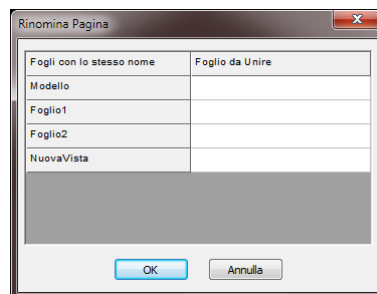 Rinomina Pagina
Fogli con lo stesso nome Foglio da Unire
Modello
Foglio1
Foglio2
NuovaVista
OK Annulla